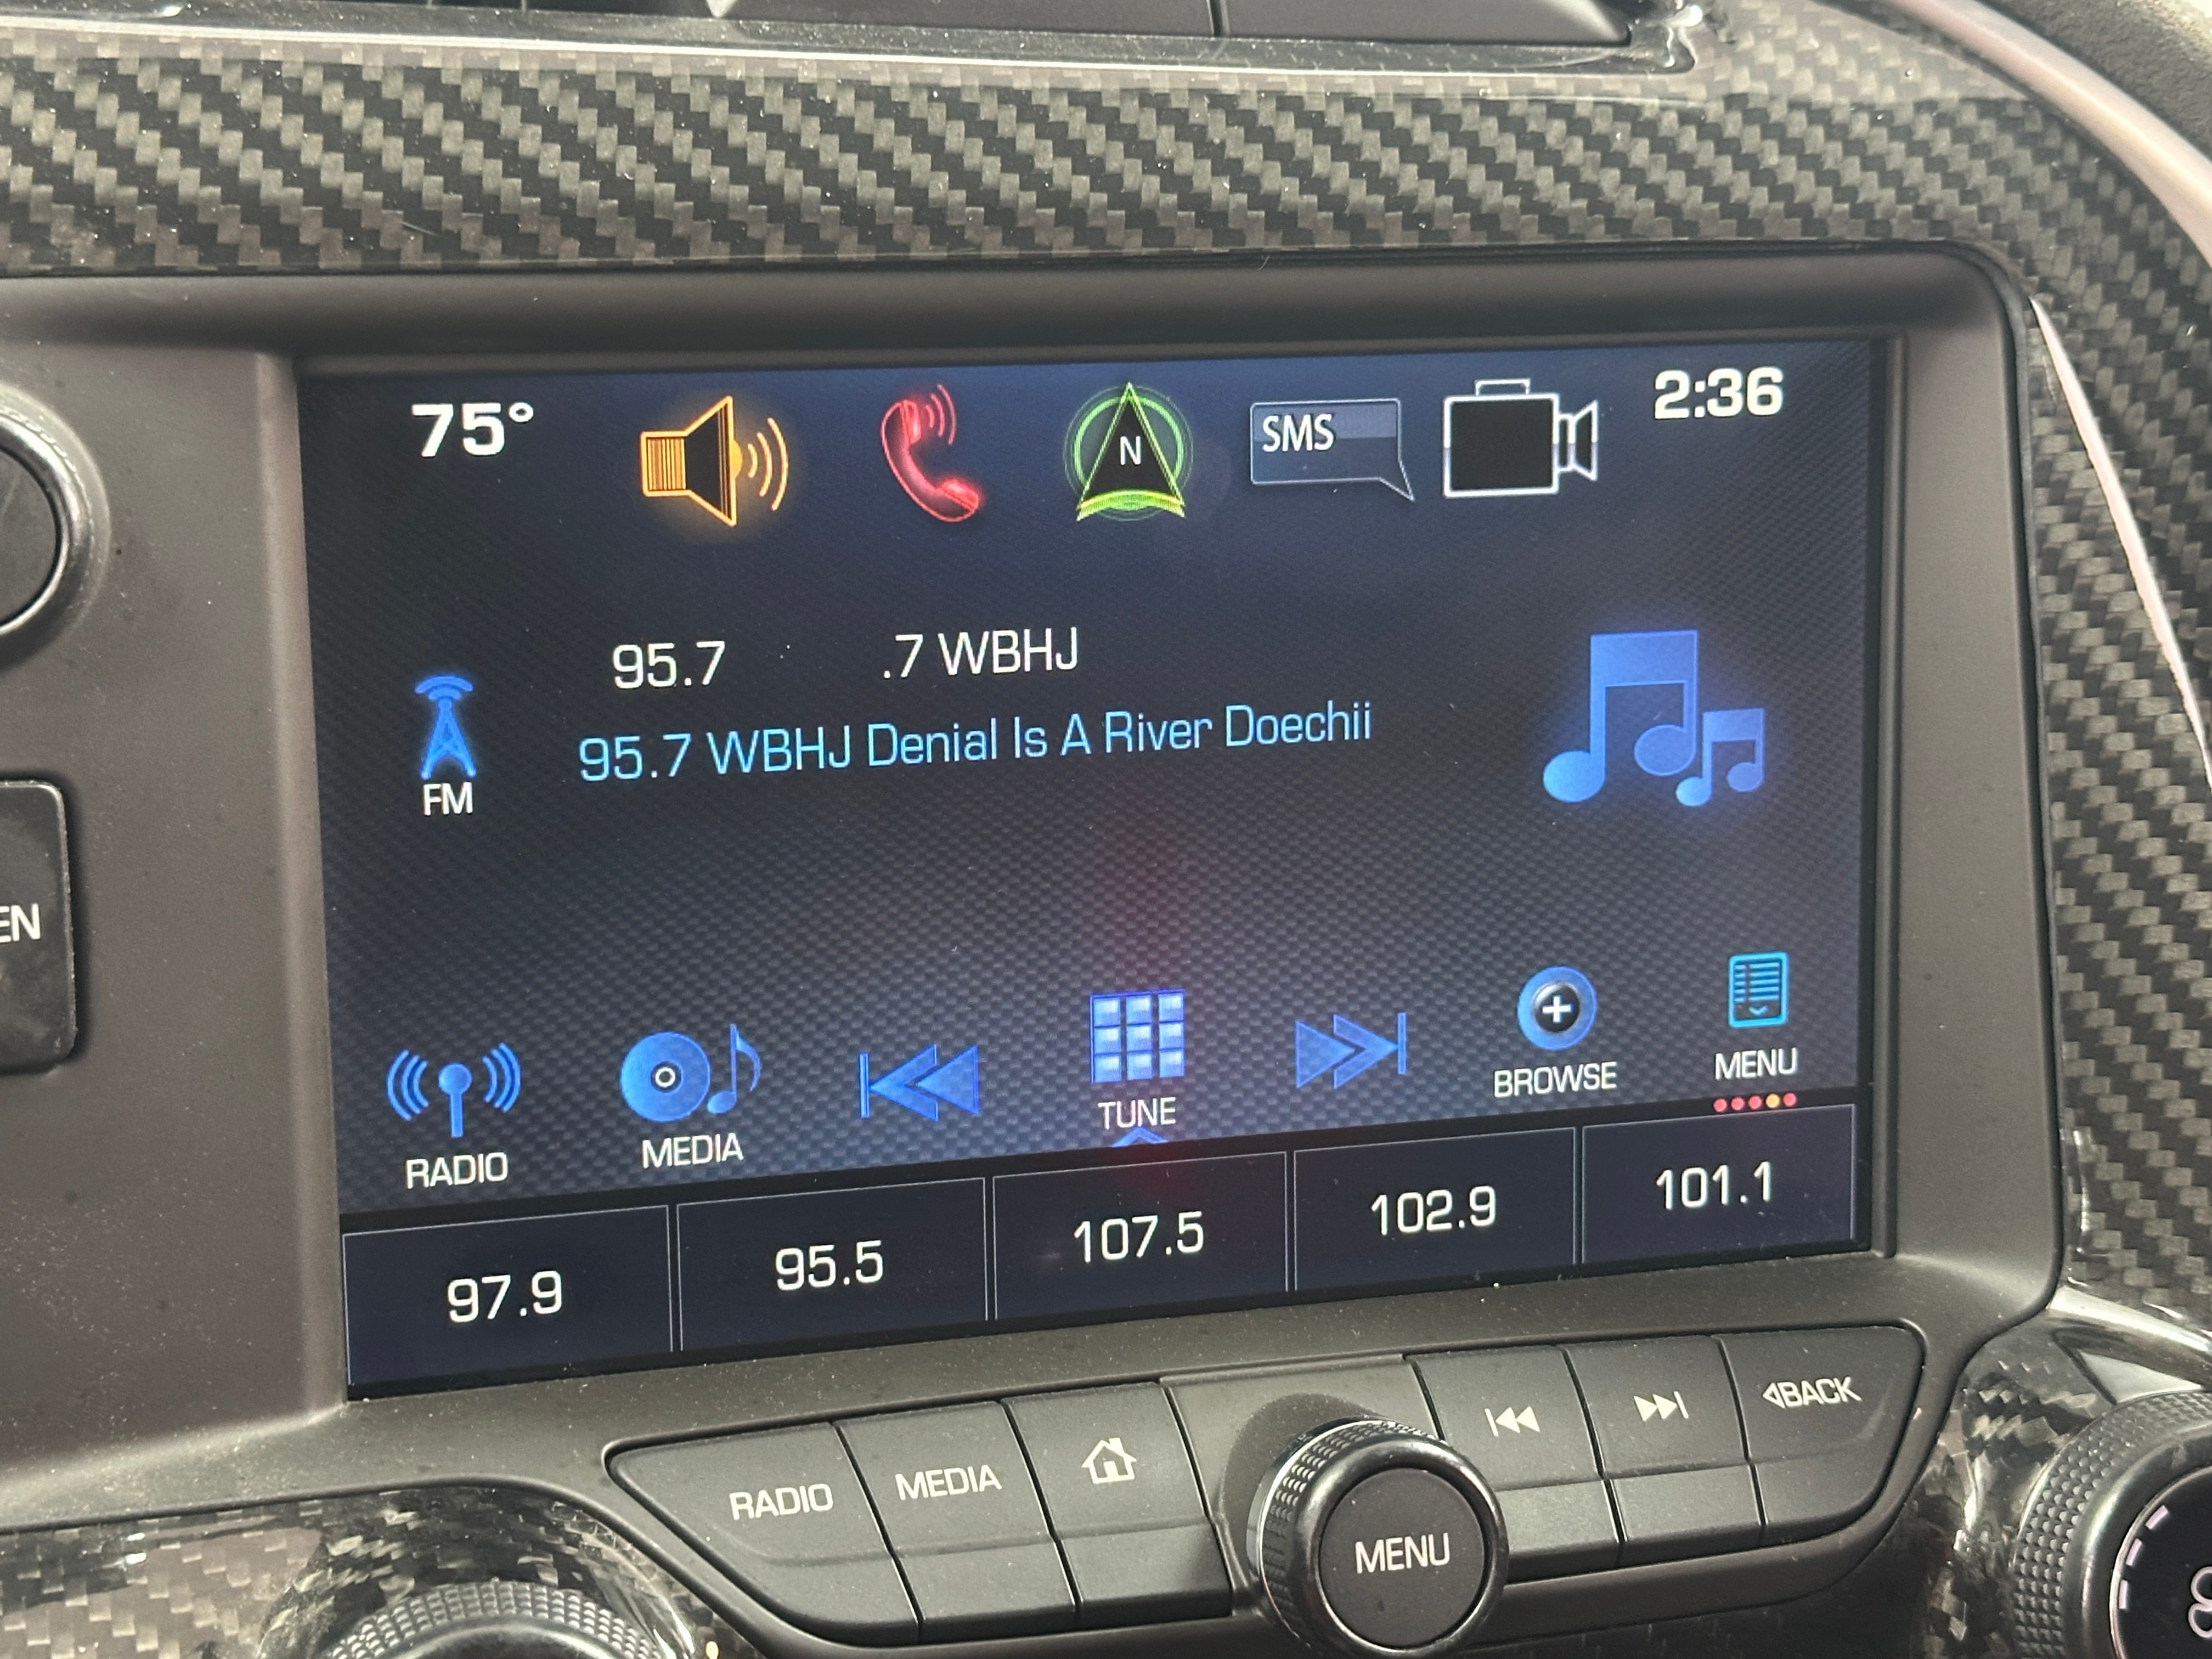 75° N SMS 2:36
95.7 .7 WBHJ
95.7 WBHJ Denial Is A River Doechii
FM
EN
RADIO MEDIA TUNE BROWSE MENU
97.9 95.5 107.5 102.9 101.1
RADIO MEDIA MENU BACK